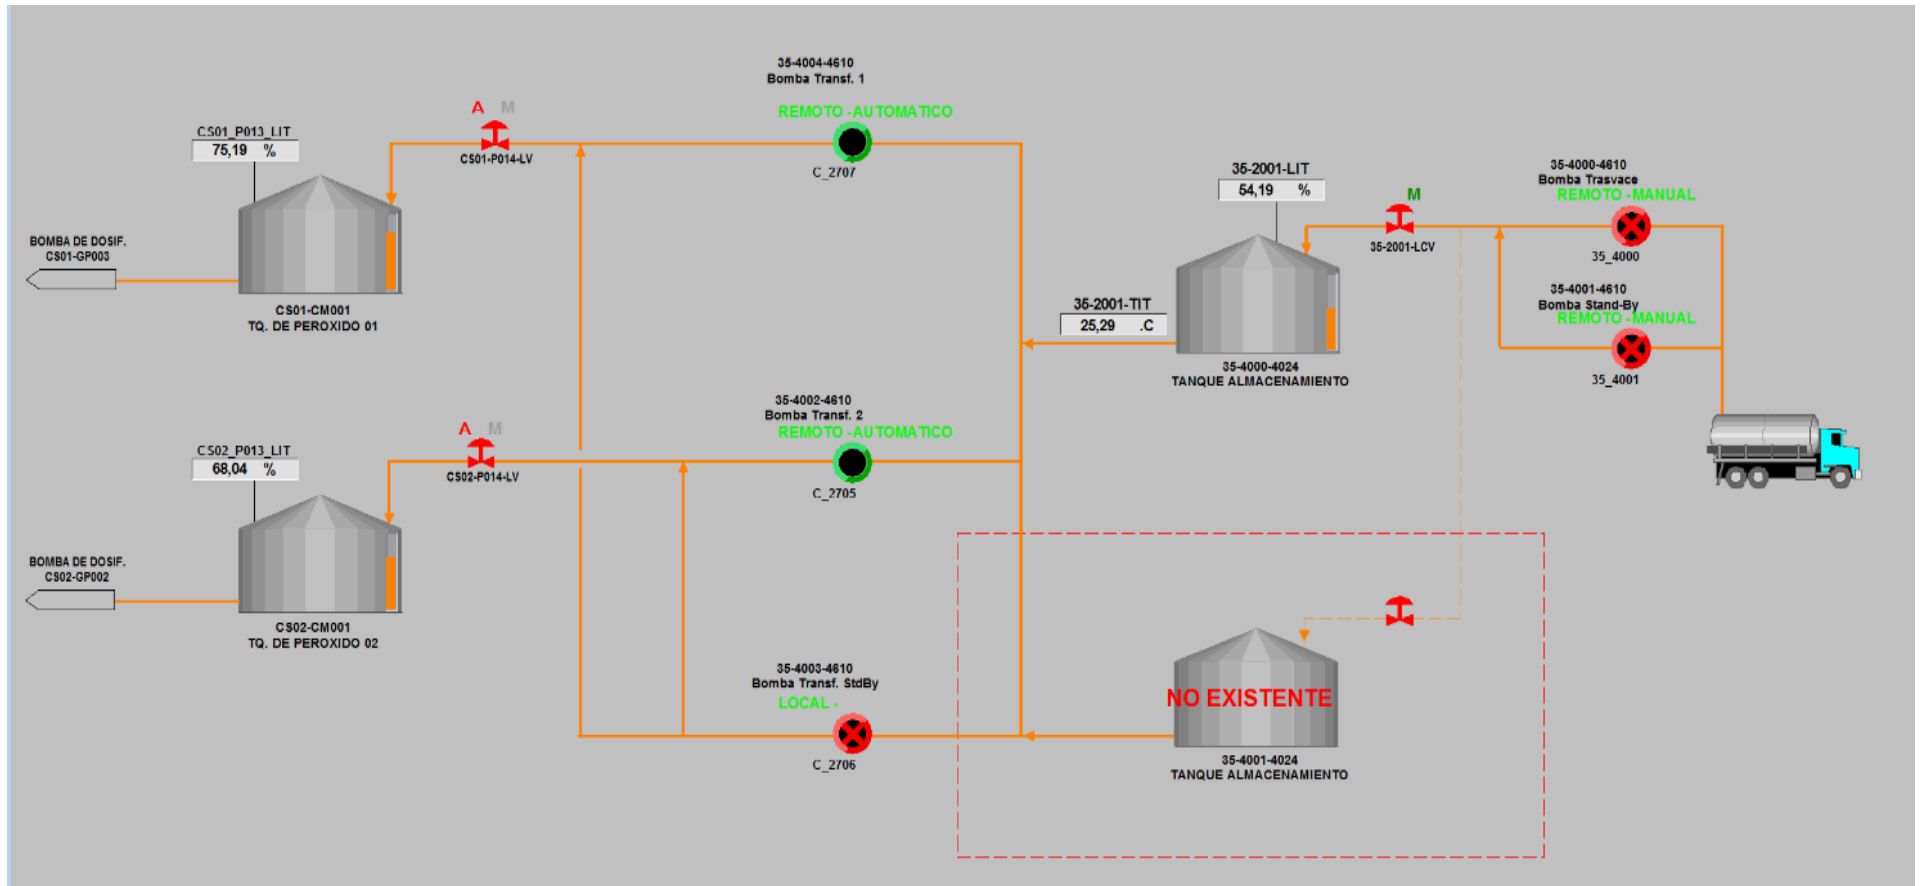 35-4004-4610
Bomba Transf. 1
REMOTO -AUTOMATICO
C_2707
A M
CS01-P014-LV
CS01_P013_LIT
75,19 %
BOMBA DE DOSIF.
CS01-GP003
CS01-CM001
TQ. DE PEROXIDO 01
35-2001-LIT
54,19 %
35-2001-TIT
25,29 .C
35-4000-4024
TANQUE ALMACENAMIENTO
M
35-2001-LCV
35-4000-4610
Bomba Trasvace
REMOTO -MANUAL
35_4000
35-4001-4610
Bomba Stand-By
REMOTO -MANUAL
35_4001
35-4002-4610
Bomba Transf. 2
REMOTO -AUTOMATICO
C_2705
A M
CS02-P014-LV
CS02_P013_LIT
68,04 %
BOMBA DE DOSIF.
CS02-GP002
CS02-CM001
TQ. DE PEROXIDO 02
35-4003-4610
Bomba Transf. StdBy
LOCAL -
C_2706
NO EXISTENTE
35-4001-4024
TANQUE ALMACENAMIENTO